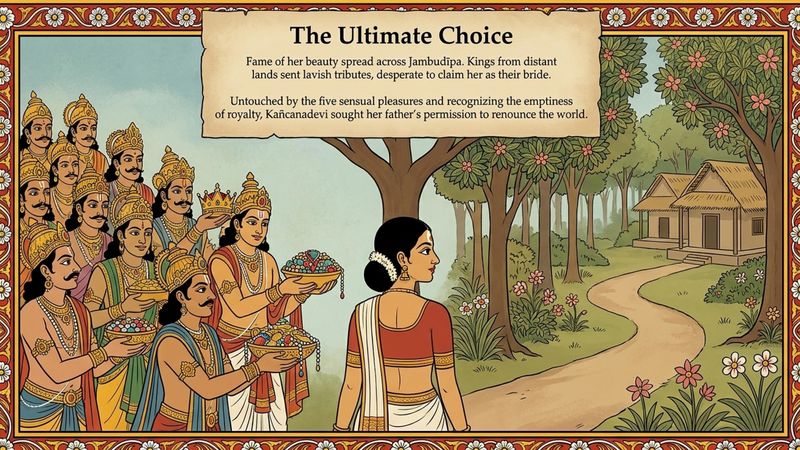 The Ultimate Choice
Fame of her beauty spread across Jambudīpa. Kings from distant
lands sent lavish tributes, desperate to claim her as their bride.
Untouched by the five sensual pleasures and recognizing the emptiness
of royalty, Kañcanadevi sought her father's permission to renounce the world.